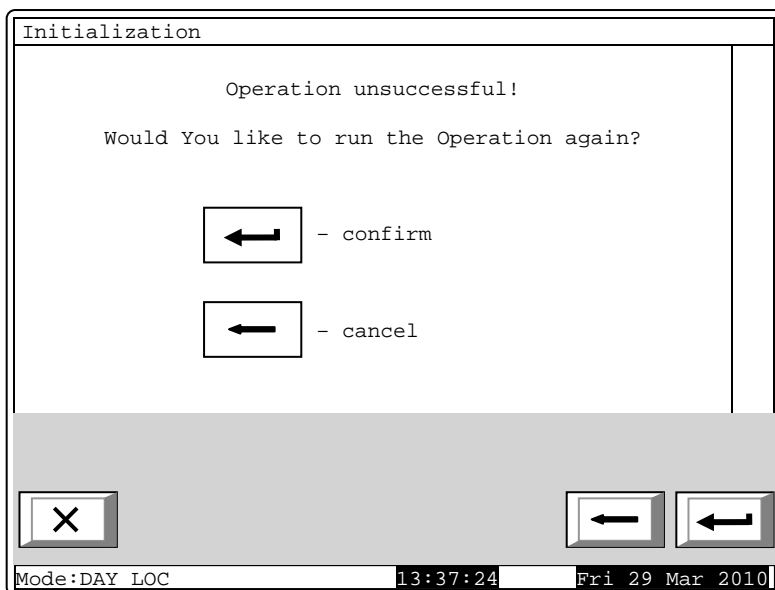 Initialization
Operation unsuccessful!
Would You like to run the Operation again?
- confirm
- cancel
Mode:DAY LOC 13:37:24 Fri 29 Mar 2010